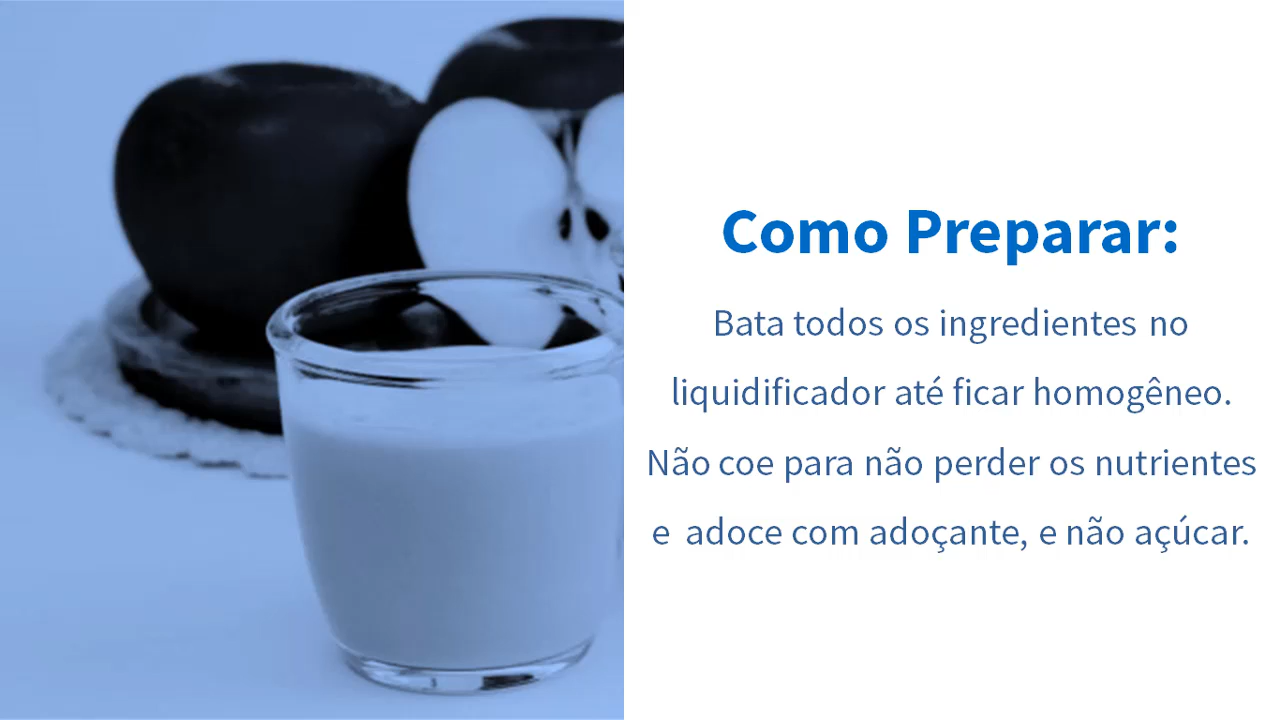 Como Preparar:
Bata todos os ingredientes no
liquidificador até ficar homogêneo.
Não coe para não perder os nutrientes
e adoce com adoçante, e não açúcar.